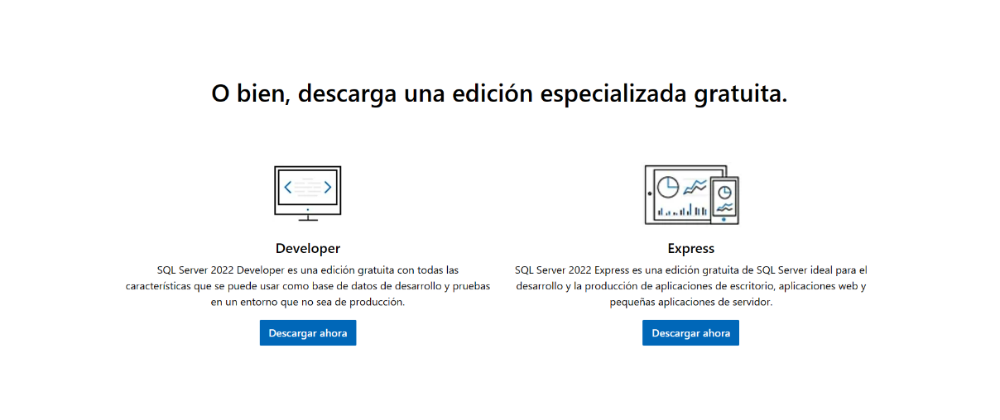 O bien, descarga una edición especializada gratuita.
Developer
SQL Server 2022 Developer es una edición gratuita con todas las
características que se puede usar como base de datos de desarrollo y pruebas
en un entorno que no sea de producción.
Descargar ahora
Express
SQL Server 2022 Express es una edición gratuita de SQL Server ideal para el
desarrollo y la producción de aplicaciones de escritorio, aplicaciones web y
pequeñas aplicaciones de servidor.
Descargar ahora